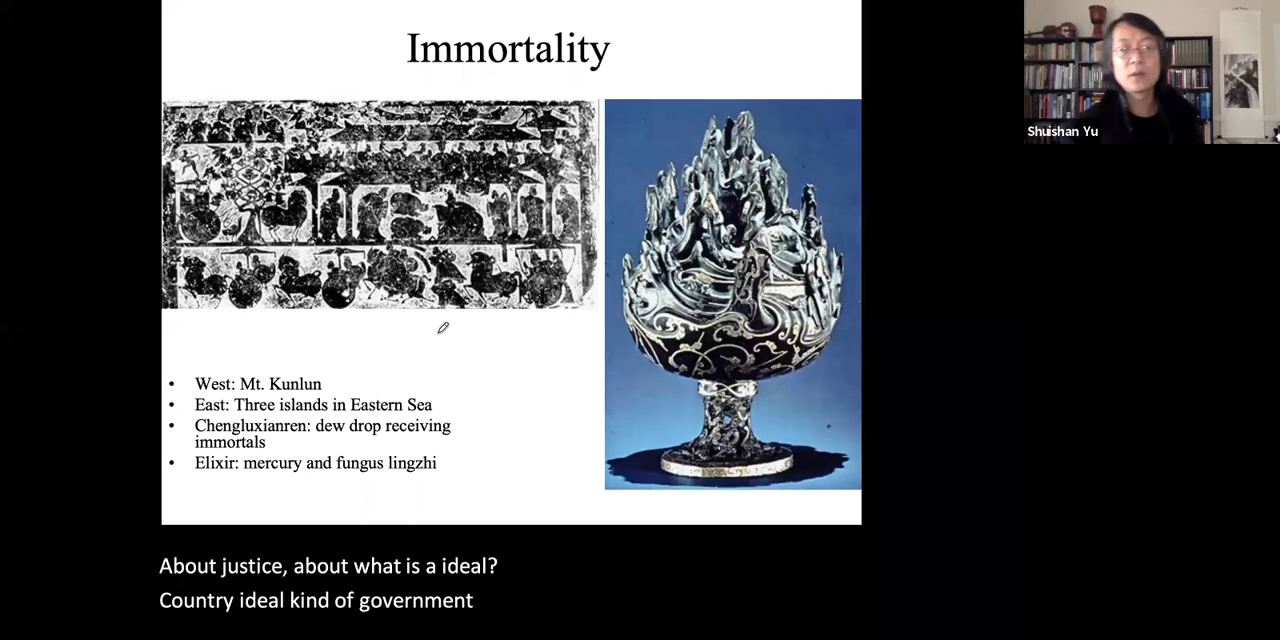 Immortality
• West: Mt. Kunlun
• East: Three islands in Eastern Sea
• Chengluxianren: dew drop receiving
immortals
• Elixir: mercury and fungus lingzhi
Shuishan Yu
About justice, about what is a ideal?
Country ideal kind of government